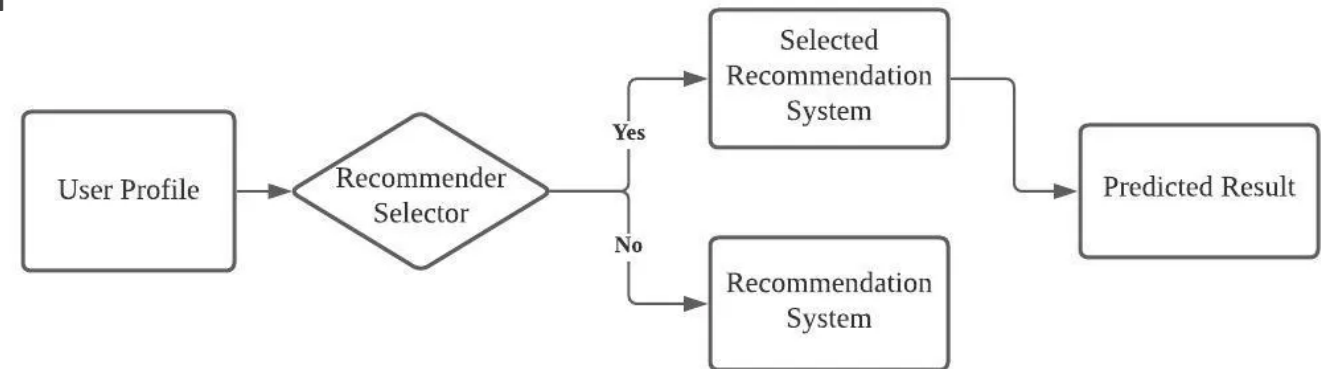 User Profile
Recommender
Selector
Yes
No
Selected
Recommendation
System
Recommendation
System
Predicted Result